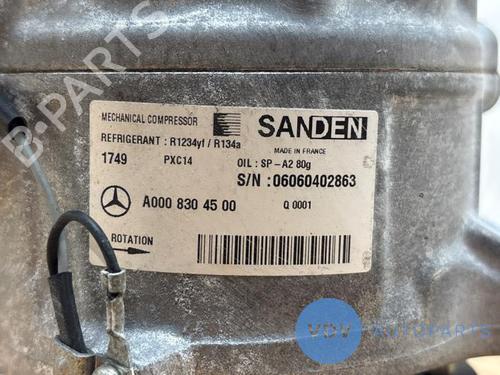 MECHANICAL COMPRESSOR
SANDEN
REFRIGERANT : R1234yf / R134a
MADE IN FRANCE
1749 PXC14 OIL : SP-A2 80g
S/N : 06060402863
A000 830 45 00 Q 0001
ROTATION
B-PARTS
VDV AUTOPARTS